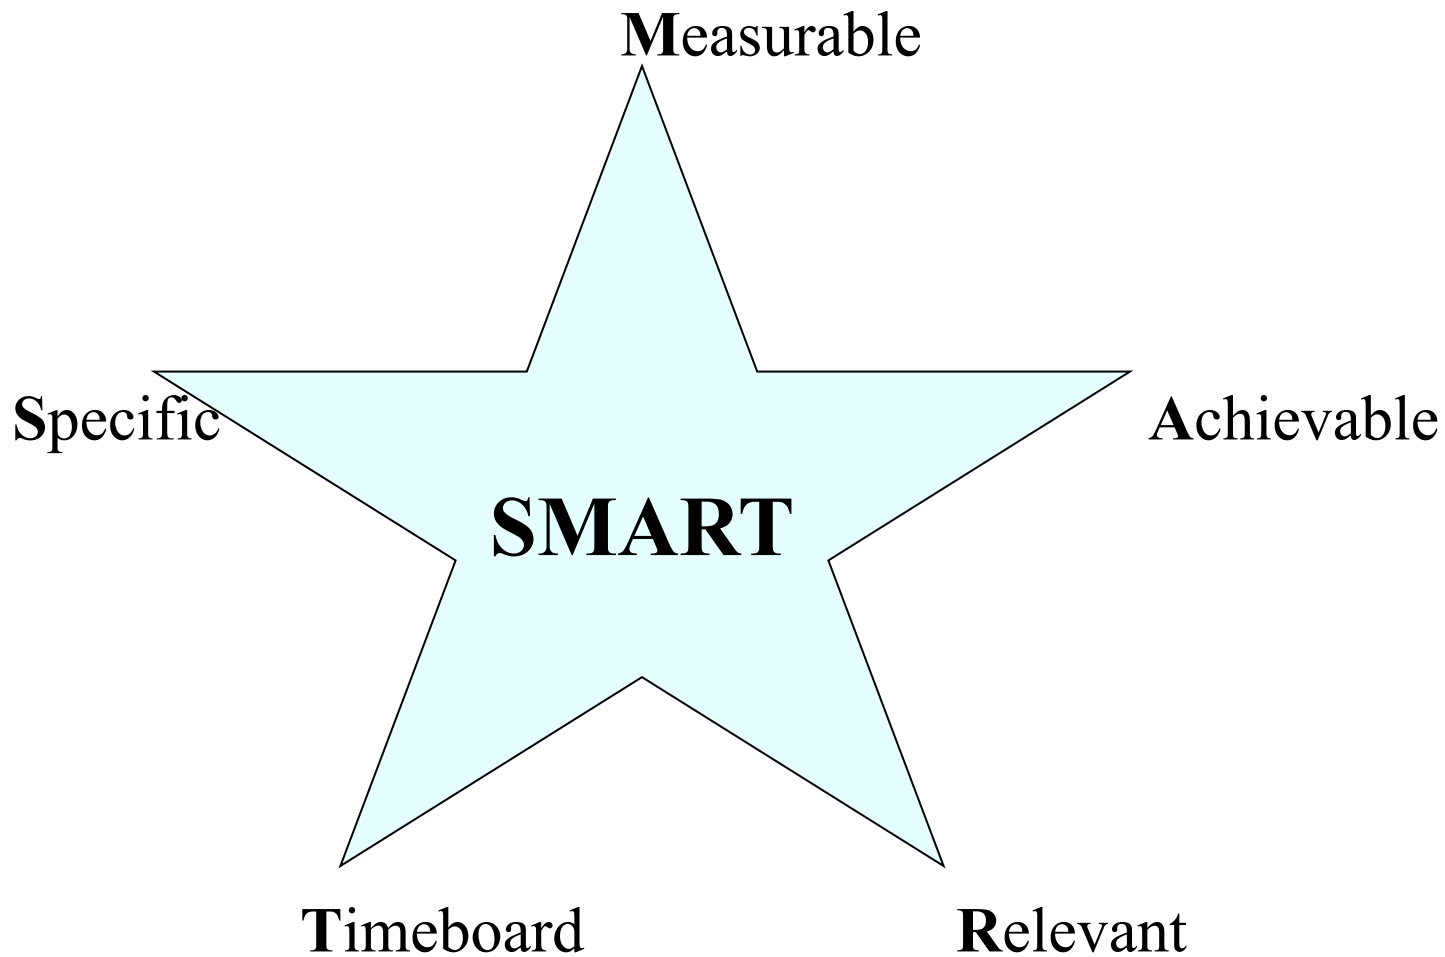 Measurable
Specific
Achievable
SMART
Timeboard
Relevant